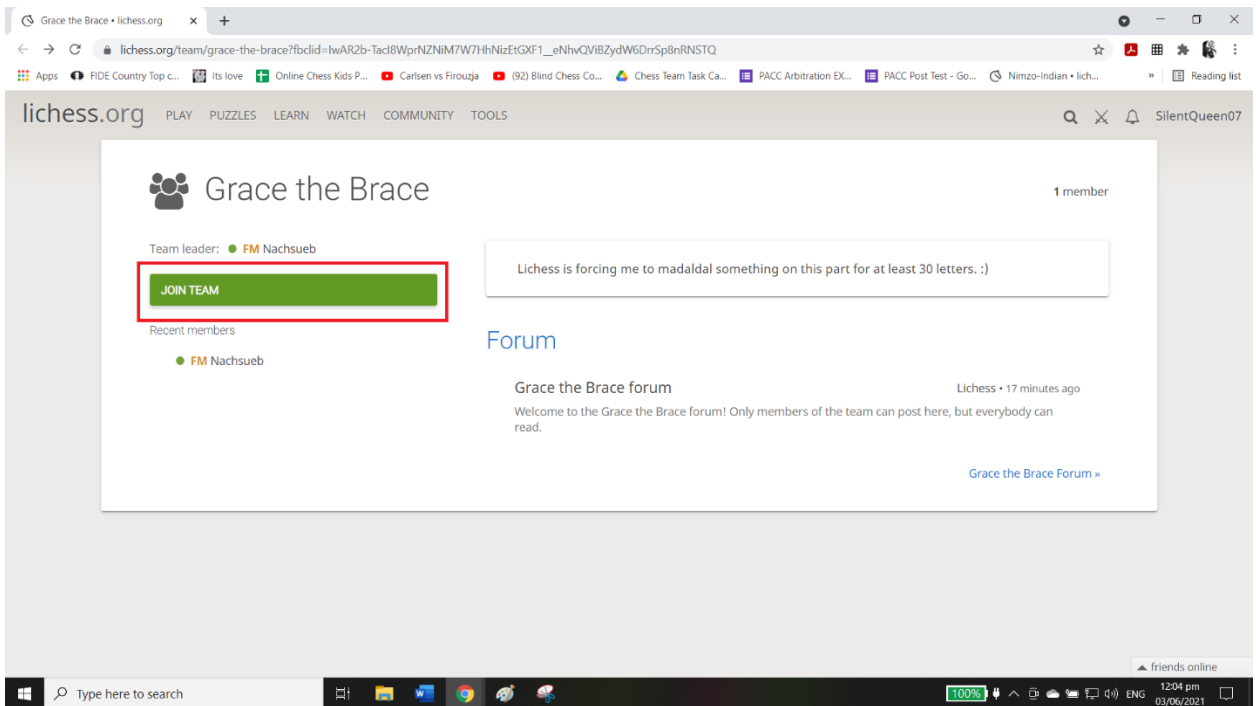 Grace the Brace • lichess.org
lichess.org/team/grace-the-brace?fbclid=IwAR2b-TacI8WprNZNiM7W7HhNizEtGXF1__eNhvQViBZydW6DrrSp8nRNSTQ
Apps FIDE Country Top c... Its love Online Chess Kids P... Carlsen vs Firouzja (92) Blind Chess Co... Chess Team Task Ca... PACC Arbitration EX... PACC Post Test - Go... Nimzo-Indian • lich... » Reading list
lichess.org PLAY PUZZLES LEARN WATCH COMMUNITY TOOLS SilentQueen07
Grace the Brace 1 member
Team leader: FM Nachsueb
Lichess is forcing me to madaldal something on this part for at least 30 letters. :)
JOIN TEAM
Recent members
FM Nachsueb
Forum
Grace the Brace forum Lichess • 17 minutes ago
Welcome to the Grace the Brace forum! Only members of the team can post here, but everybody can
read.
Grace the Brace Forum »
friends online
Type here to search 100% ENG 12:04 pm
03/06/2021